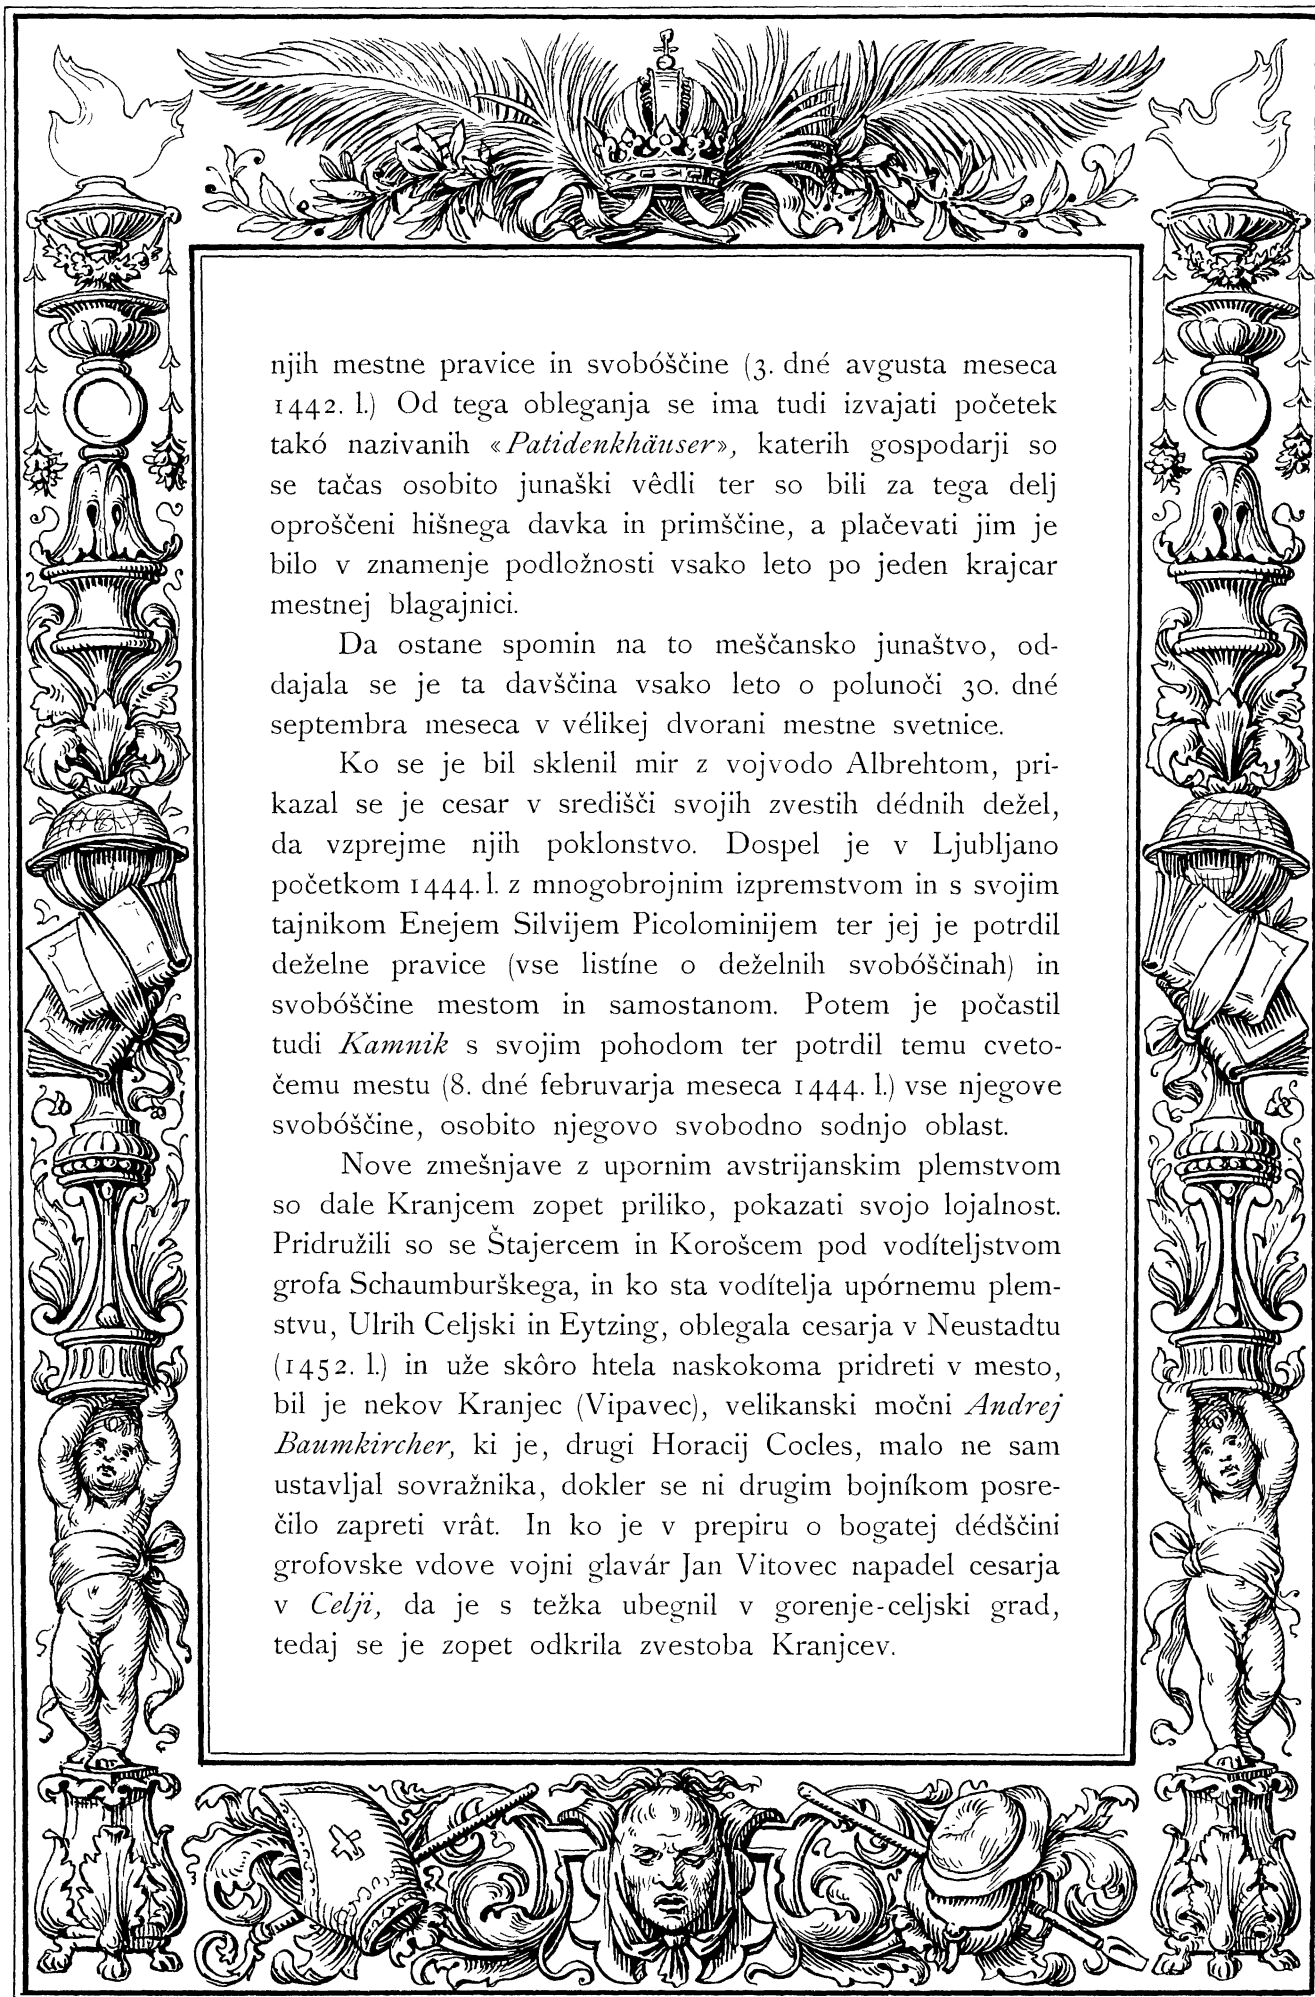 njih mestne pravice in svobóščine (3. dné avgusta meseca
1442. l.) Od tega obleganja se ima tudi izvajati početek
takó nazivanih «Patidenkhäuser», katerih gospodarji so
se tačas osobito junaški vêdli ter so bili za tega delj
oproščeni hišnega davka in primščine, a plačevati jim je
bilo v znamenje podložnosti vsako leto po jeden krajcar
mestnej blagajnici.
Da ostane spomin na to meščansko junaštvo, od-
dajala se je ta davščina vsako leto o polunoči 30. dné
septembra meseca v vélikej dvorani mestne svetnice.
Ko se je bil sklenil mir z vojvodo Albrehtom, pri-
kazal se je cesar v središči svojih zvestih dédnih dežel,
da vzprejme njih poklonstvo. Dospel je v Ljubljano
početkom 1444. l. z mnogobrojnim izpremstvom in s svojim
tajnikom Enejem Silvijem Picolominijem ter jej je potrdil
deželne pravice (vse listíne o deželnih svobóščinah) in
svobóščine mestom in samostanom. Potem je počastil
tudi Kamnik s svojim pohodom ter potrdil temu cveto-
čemu mestu (8. dné februvarja meseca 1444. l.) vse njegove
svobóščine, osobito njegovo svobodno sodnjo oblast.
Nove zmešnjave z upornim avstrijanskim plemstvom
so dale Kranjcem zopet priliko, pokazati svojo lojalnost.
Pridružili so se Štajercem in Korošcem pod vodíteljstvom
grofa Schaumburškega, in ko sta vodítelja upórnemu plem-
stvu, Ulrih Celjski in Eytzing, oblegala cesarja v Neustadtu
(1452. l.) in uže skôro htela naskokoma pridreti v mesto,
bil je nekov Kranjec (Vipavec), velikanski močni Andrej
Baumkircher, ki je, drugi Horacij Cocles, malo ne sam
ustavljal sovražnika, dokler se ni drugim bojníkom posre-
čilo zapreti vrât. In ko je v prepiru o bogatej dédščini
grofovske vdove vojni glavár Jan Vitovec napadel cesarja
v Celji, da je s težka ubegnil v gorenje-celjski grad,
tedaj se je zopet odkrila zvestoba Kranjcev.